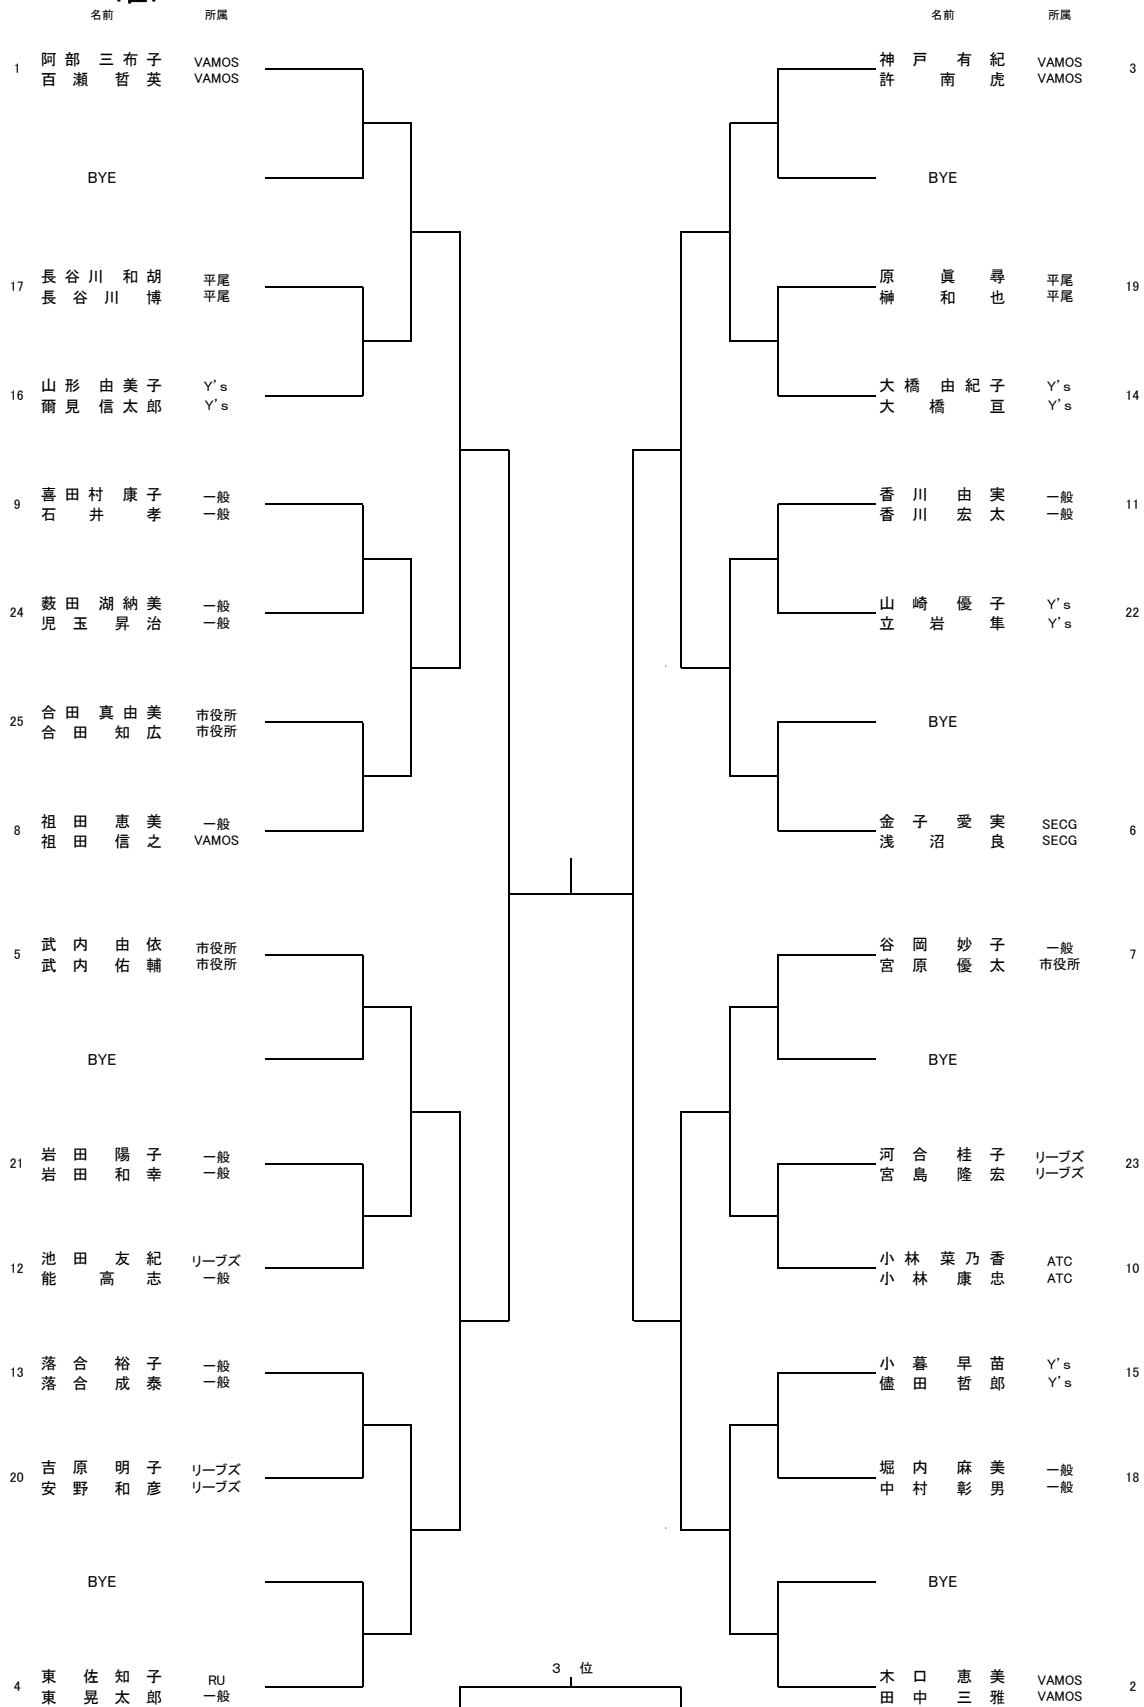 名前 所属
1 阿部 三布子 VAMOS
百瀬 哲英 VAMOS
BYE
17 長谷川 和胡 平尾
長谷川 博 平尾
16 山形 由美子 Y's
爾見 信太郎 Y's
9 喜田村 康子 一般
石井 孝 一般
24 薮田 湖納美 一般
児玉 昇治 一般
25 合田 真由美 市役所
合田 知広 市役所
8 祖田 恵美 一般
祖田 信之 VAMOS
5 武内 由依 市役所
武内 佑輔 市役所
BYE
21 岩田 陽子 一般
岩田 和幸 一般
12 池田 友紀 リーブズ
能 高志 一般
13 落合 裕子 一般
落合 成泰 一般
20 吉原 明子 リーブズ
安野 和彦 リーブズ
BYE
4 東 佐知子 RU
東 晃太郎 一般
3 位
名前 所属
神戸 有紀 VAMOS 3
許 南虎 VAMOS
BYE
原 眞尋 平尾 19
榊 和也 平尾
大橋 由紀子 Y's 14
大橋 亘 Y's
香川 由実 一般 11
香川 宏太 一般
山崎 優子 Y's 22
立岩 隼 Y's
BYE
金子 愛実 SECG 6
浅沼 良 SECG
谷岡 妙子 一般 7
宮原 優太 市役所
BYE
河合 桂子 リーブズ 23
宮島 隆宏 リーブズ
小林 菜乃香 ATC 10
小林 康忠 ATC
小暮 早苗 Y's 15
儘田 哲郎 Y's
堀内 麻美 一般 18
中村 彰男 一般
BYE
木口 恵美 VAMOS 2
田中 三雅 VAMOS